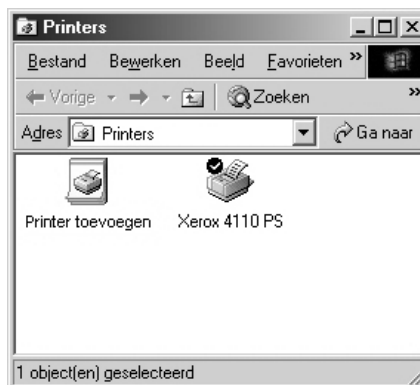 Printers
Bestand Bewerken Beeld Favorieten »
Vorige Zoeken »
Adres Printers Ga naar
Printer toevoegen Xerox 4110 PS
1 object(en) geselecteerd